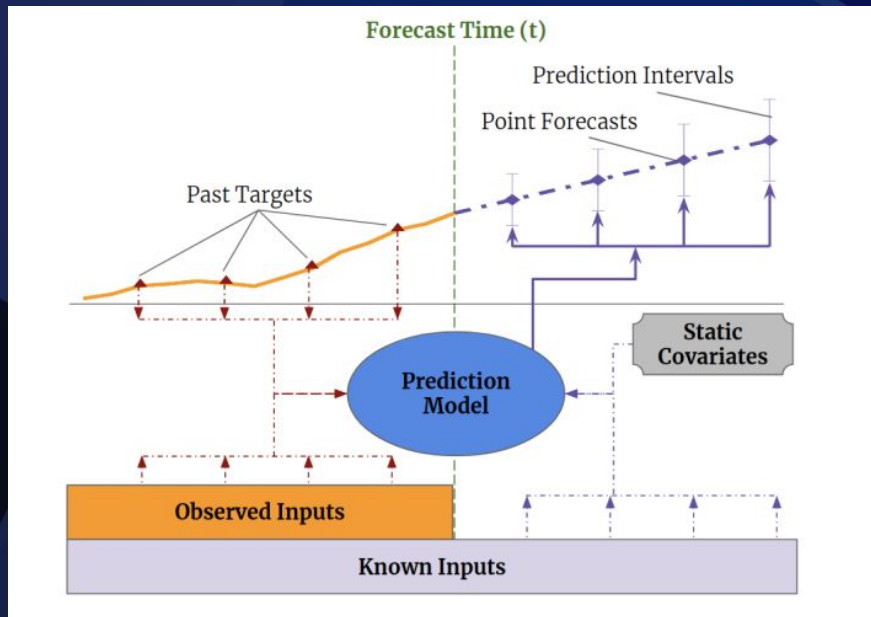 Forecast Time (t)
Prediction Intervals
Point Forecasts
Past Targets
Static
Covariates
Prediction
Model
Observed Inputs
Known Inputs